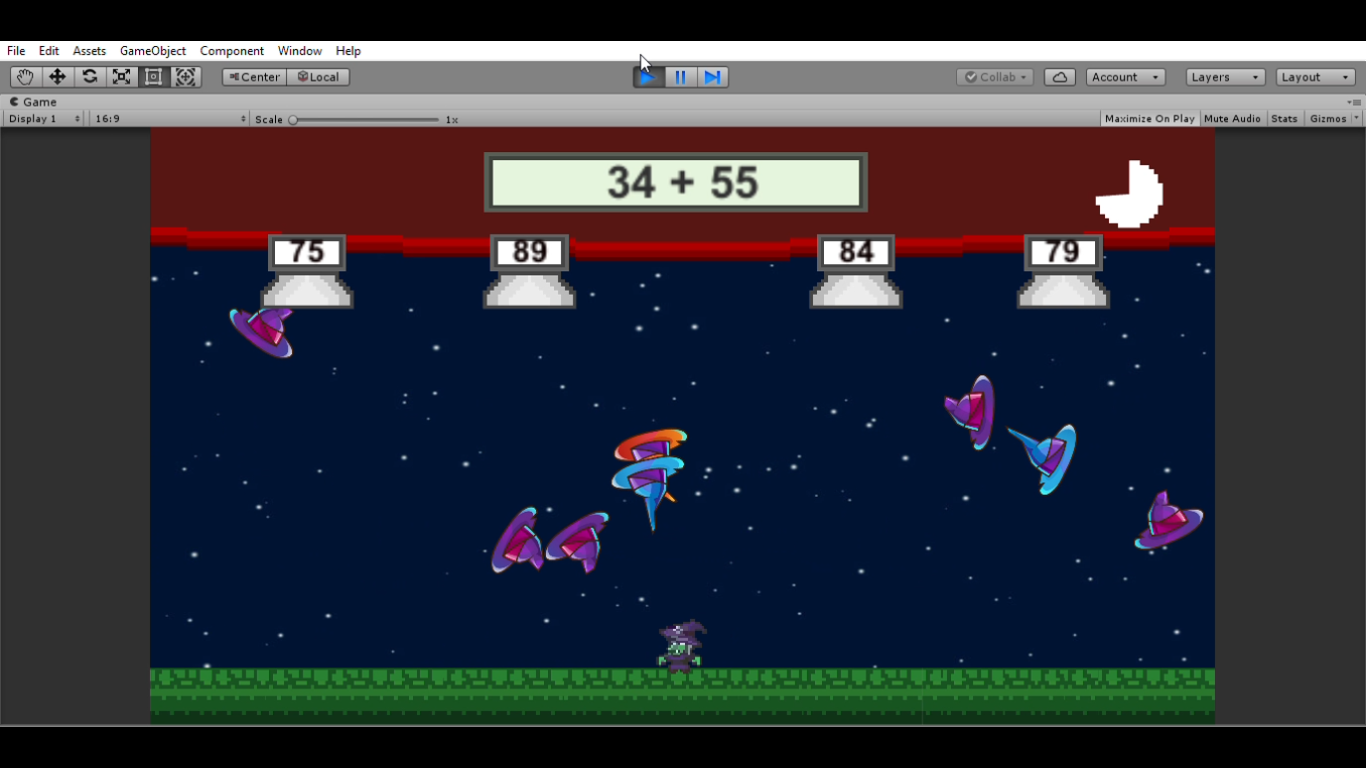 File Edit Assets GameObject Component Window Help
Center Local Collab Account Layers Layout
Game
Display 1 16:9 Scale 1x Maximize On Play Mute Audio Stats Gizmos
34 + 55
75 89 84 79